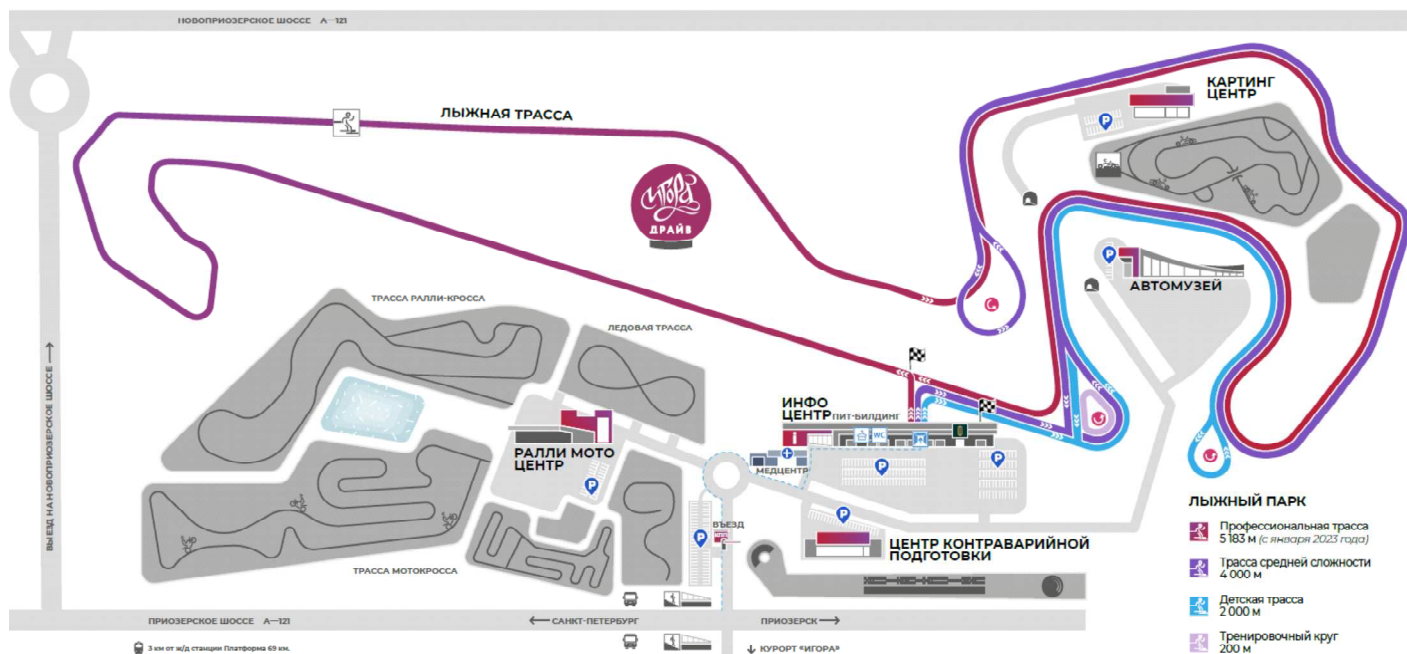 НОВОПРИОЗЕРСКОЕ ШОССЕ А—121
КАРТИНГ
ЦЕНТР
P
ЛЫЖНАЯ ТРАССА
ИГОРА
ДРАЙВ
P
АВТОМУЗЕЙ
ТРАССА РАЛЛИ-КРОССА
ЛЕДОВАЯ ТРАССА
ВЫЕЗД НА НОВОПРИОЗЕРСКОЕ ШОССЕ
ИНФО
ЦЕНТР
ПИТ-БИЛДИНГ
i
WC
МЕДЦЕНТР
P
P
РАЛЛИ МОТО
ЦЕНТР
P
P
ВЪЕЗД
P
ЦЕНТР КОНТРАВАРИЙНОЙ
ПОДГОТОВКИ
ТРАССА МОТОКРОССА
ЛЫЖНЫЙ ПАРК
Профессиональная трасса
5 183 м (с января 2023 года)
Трасса средней сложности
4 000 м
Детская трасса
2 000 м
Тренировочный круг
200 м
ПРИОЗЕРСКОЕ ШОССЕ А—121
САНКТ-ПЕТЕРБУРГ
ПРИОЗЕРСК
3 км от ж/д станции Платформа 69 км.
КУРОРТ "ИГОРА"